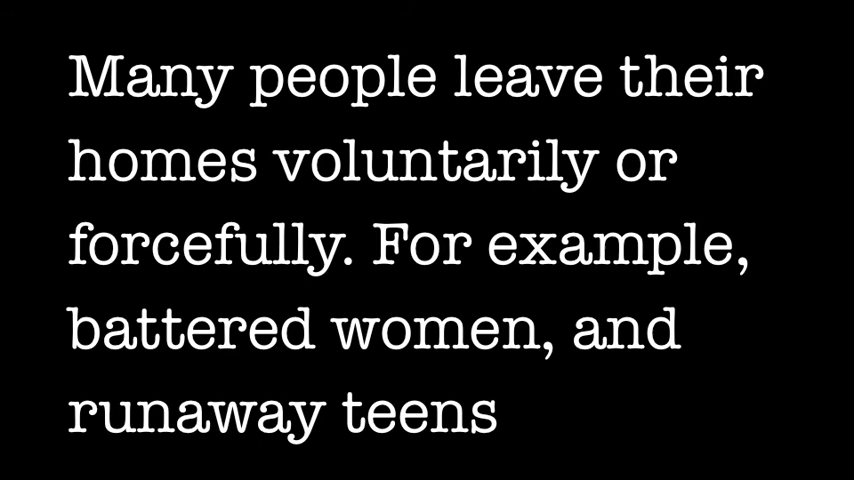 Many people leave their
homes voluntarily or
forcefully. For example,
battered women, and
runaway teens